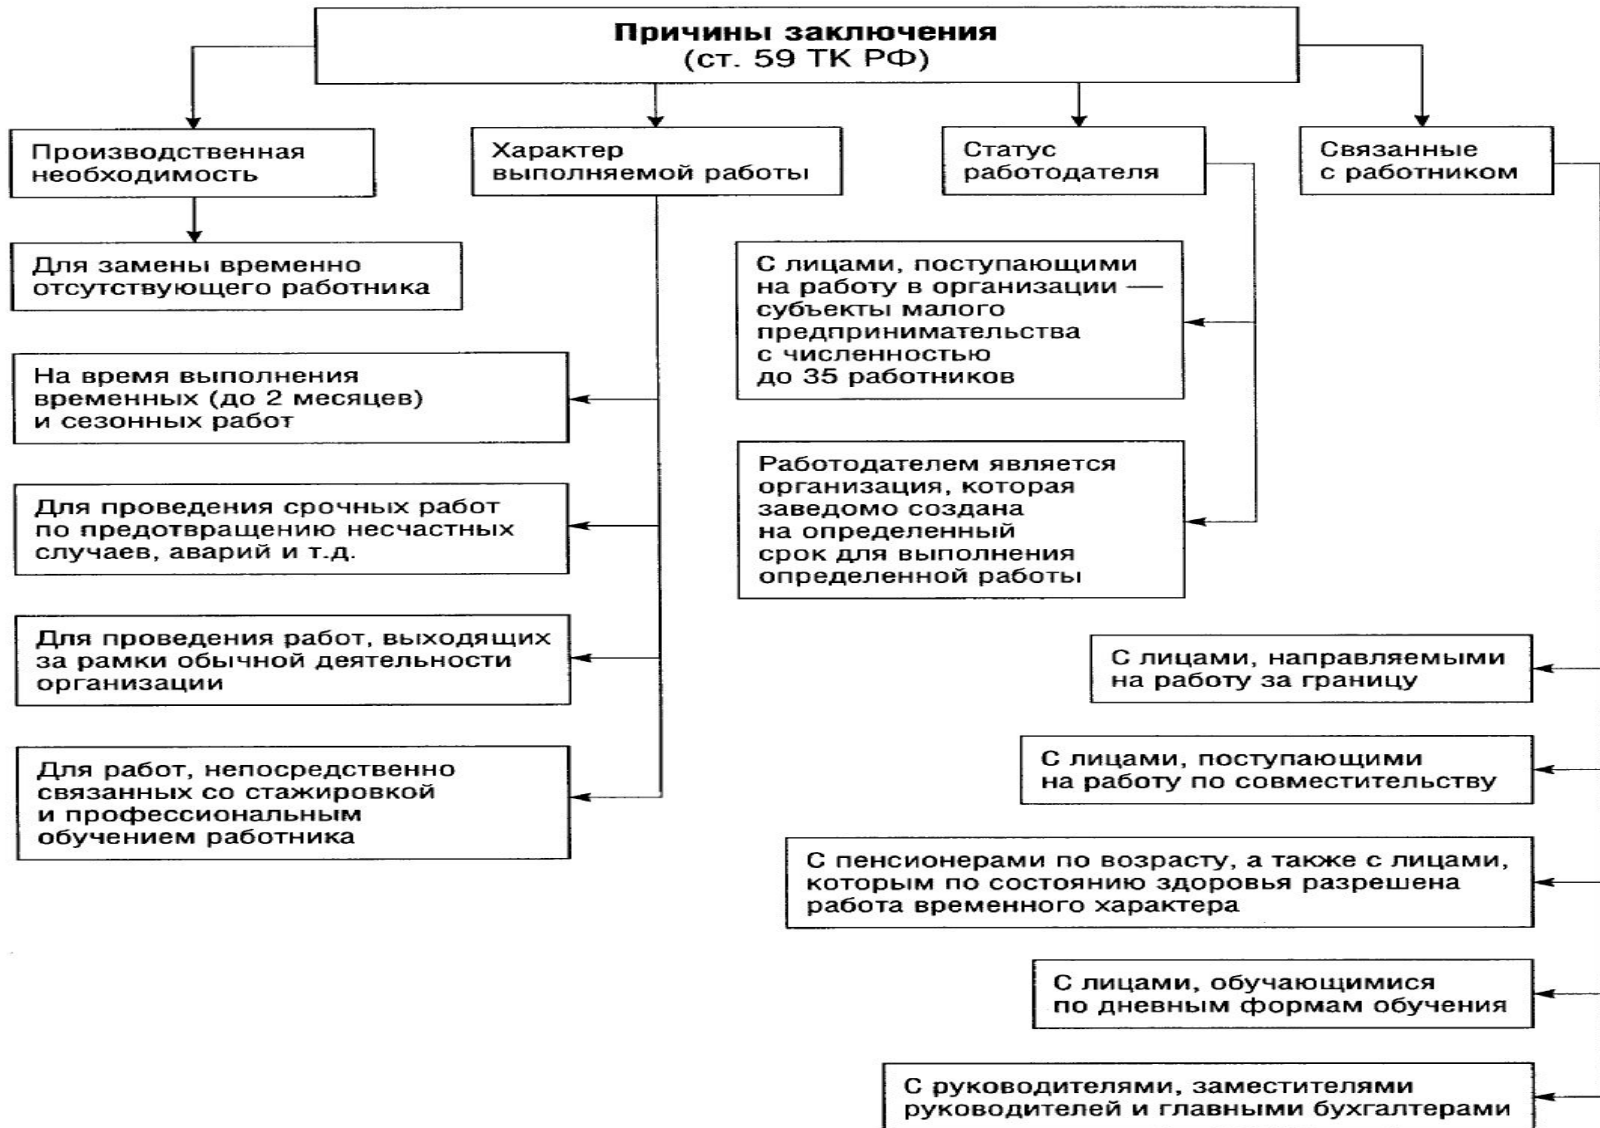 Причины заключения
(ст. 59 ТК РФ)
Производственная
необходимость
Характер
выполняемой работы
Статус
работодателя
Связанные
с работником
Для замены временно
отсутствующего работника
На время выполнения
временных (до 2 месяцев)
и сезонных работ
Для проведения срочных работ
по предотвращению несчастных
случаев, аварий и т.д.
Для проведения работ, выходящих
за рамки обычной деятельности
организации
Для работ, непосредственно
связанных со стажировкой
и профессиональным
обучением работника
С лицами, поступающими
на работу в организации —
субъекты малого
предпринимательства
с численностью
до 35 работников
Работодателем является
организация, которая
заведомо создана
на определенный
срок для выполнения
определенной работы
С лицами, направляемыми
на работу за границу
С лицами, поступающими
на работу по совместительству
С пенсионерами по возрасту, а также с лицами,
которым по состоянию здоровья разрешена
работа временного характера
С лицами, обучающимися
по дневным формам обучения
С руководителями, заместителями
руководителей и главными бухгалтерами